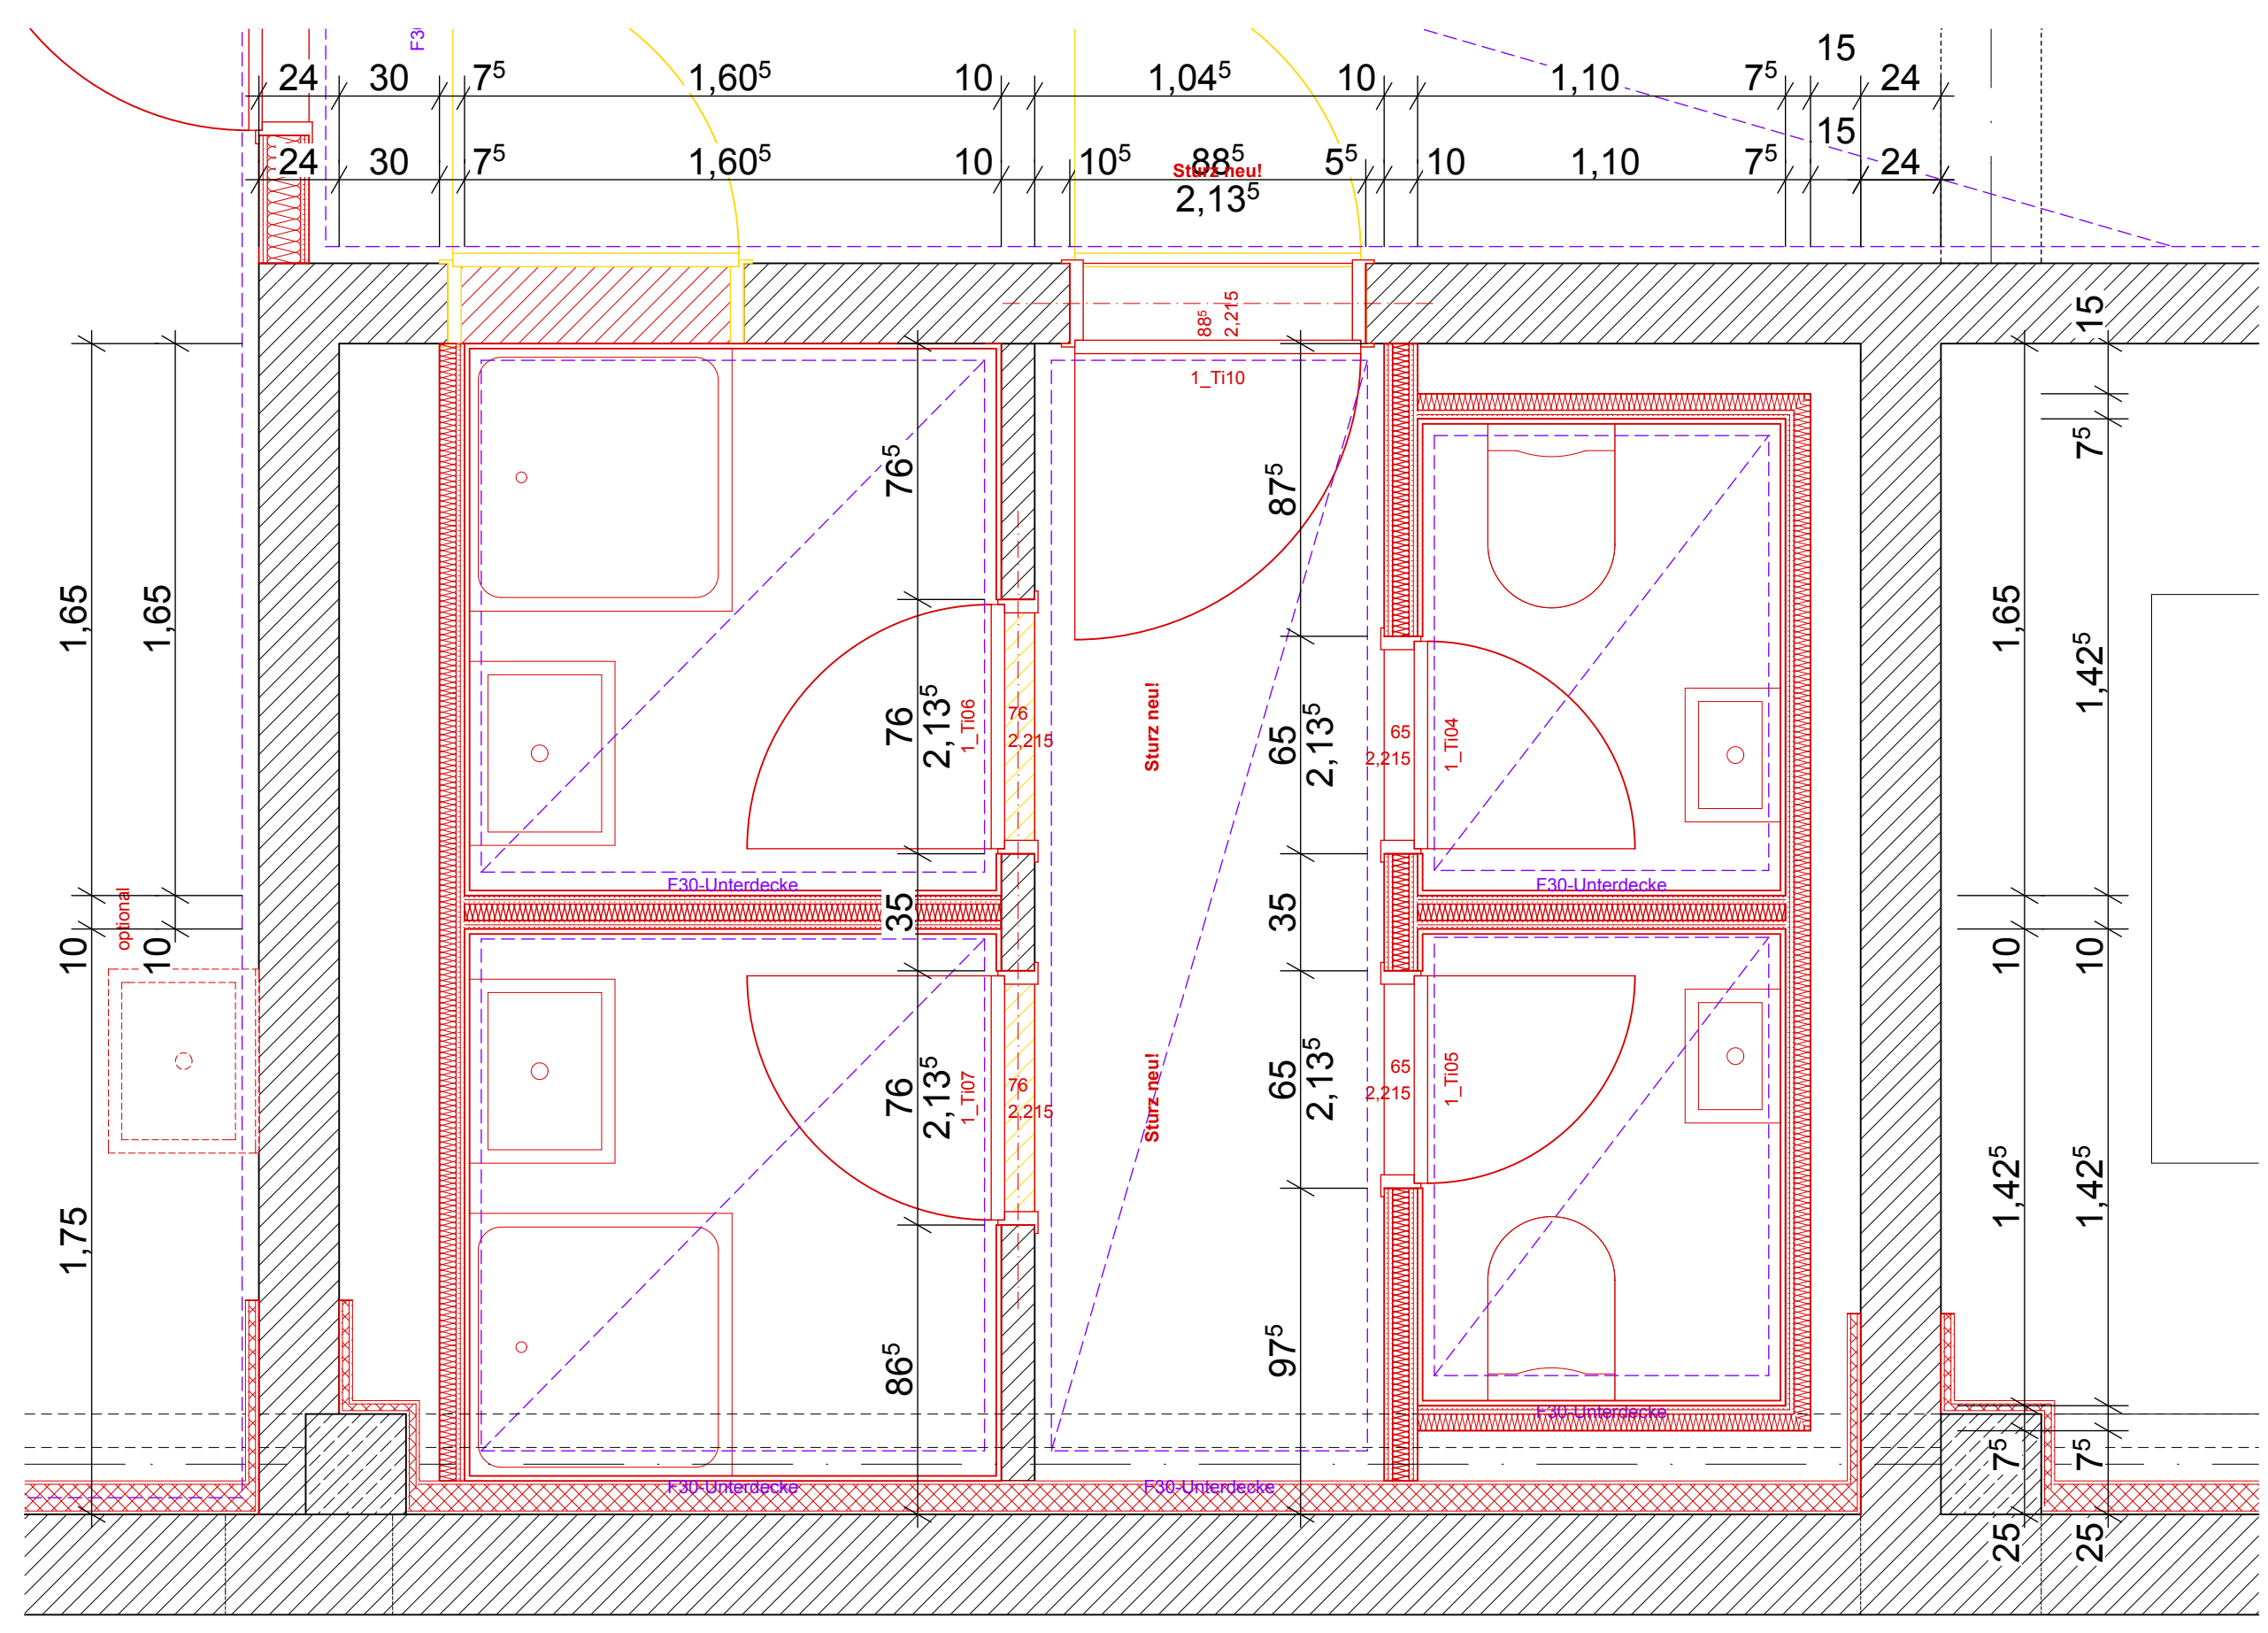 F3
15
24 30 7⁵ 1,60⁵ 10 1,04⁵ 10 1,10 7⁵ 24
15
24 30 7⁵ 1,60⁵ 10 10⁵ 88⁵ 5⁵ 10 1,10 7⁵ 24
Sturz neu!
2,13⁵
88⁵
2,215
1_Ti10
15
7⁵
76⁵
87⁵
1,65
1,65
1,65
1,42⁵
76
2,13⁵
1_Ti06
76
2,215
Sturz neu!
65
2,13⁵
65
2,215
1_Ti04
F30-Unterdecke
F30-Unterdecke
optional
35
35
10
10
10
10
76
2,13⁵
1_Ti07
76
2,215
Sturz neu!
65
2,13⁵
65
2,215
1_Ti05
1,75
1,42⁵
1,42⁵
86⁵
97⁵
F30-Unterdecke
7⁵
7⁵
F30-Unterdecke
F30-Unterdecke
25
25